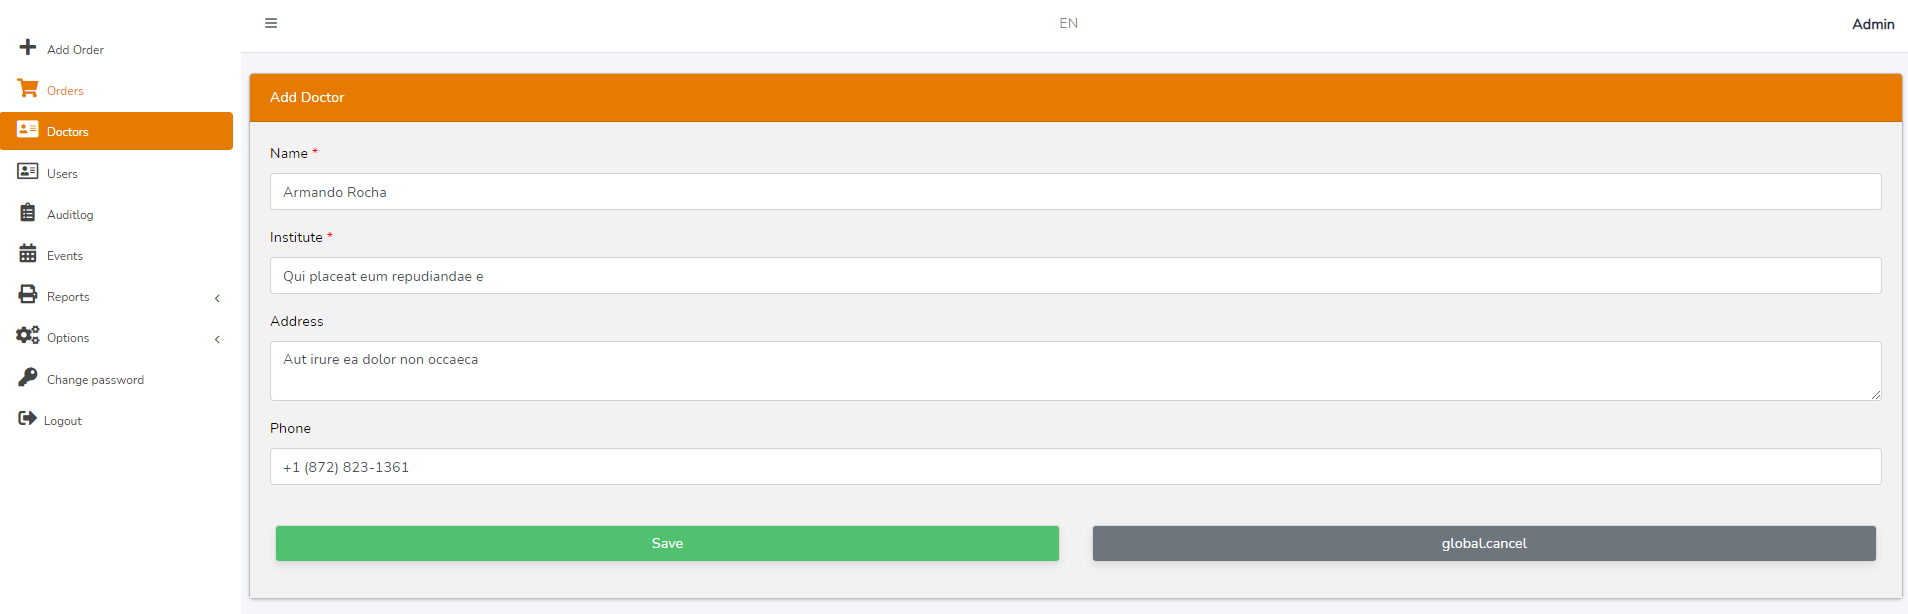 EN
Admin
Add Order
Orders
Doctors
Users
Auditlog
Events
Reports
Options
Change password
Logout
Add Doctor
Name *
Armando Rocha
Institute *
Qui placeat eum repudiandae e
Address
Aut irure ea dolor non occaeca
Phone
+1 (872) 823-1361
Save
global.cancel